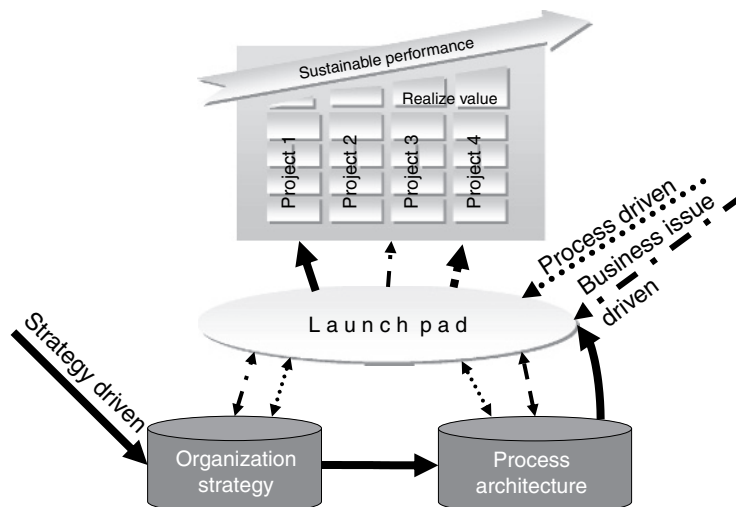 Sustainable performance
Realize value
Project 1
Project 2
Project 3
Project 4
Process driven
Business issue
driven
Launch pad
Strategy driven
Organization
strategy
Process
architecture